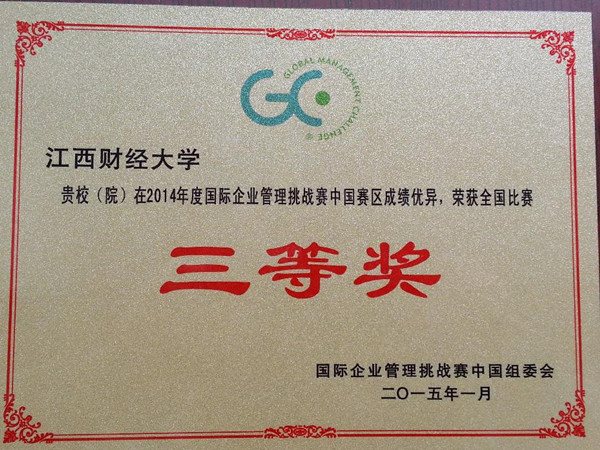 GC
GLOBAL MANAGEMENT CHALLENGE ®
江西财经大学
贵校（院）在2014年度国际企业管理挑战赛中国赛区成绩优异，荣获全国比赛
三等奖
国际企业管理挑战赛中国组委会
二〇一五年一月